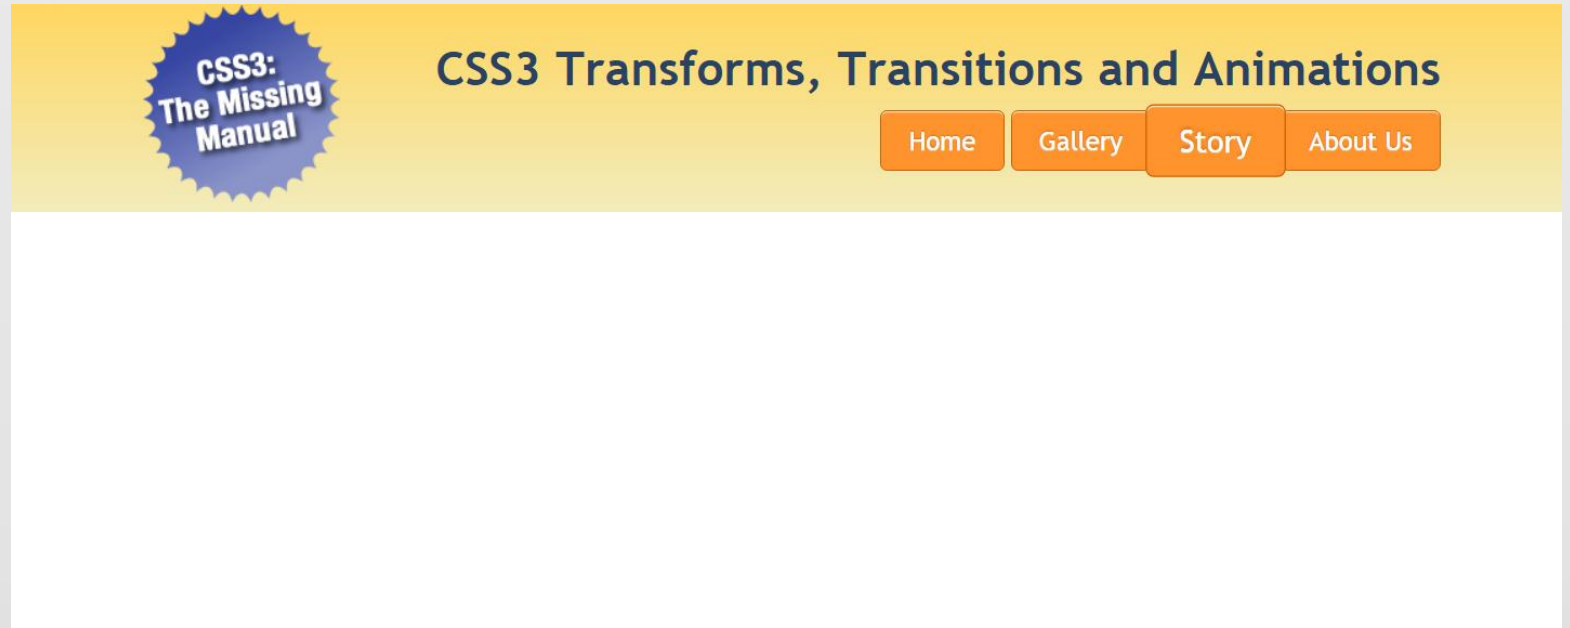 CSS3:
The Missing
Manual
CSS3 Transforms, Transitions and Animations
Home Gallery Story About Us